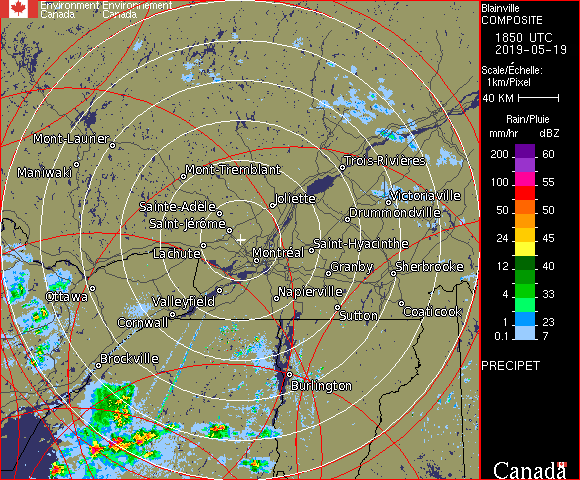 Environment Environnement
Canada Canada
Blainville
COMPOSITE
1850 UTC
2019-05-19
Scale/Échelle:
1km/Pixel
40 KM
Rain/Pluie
mm/hr dBZ
200 60
100 55
50 50
24 45
12 40
4 33
1 23
0.1 7
PRECIPET
Canada
Mont-Laurier
Maniwaki
Mont-Tremblant
Trois-Rivières
Sainte-Adèle
Joliette
Victoriaville
Saint-Jérôme
Drummondville
Lachute
Montréal
Saint-Hyacinthe
Granby
Sherbrooke
Ottawa
Valleyfield
Napierville
Cornwall
Sutton
Coaticook
Brockville
Burlington